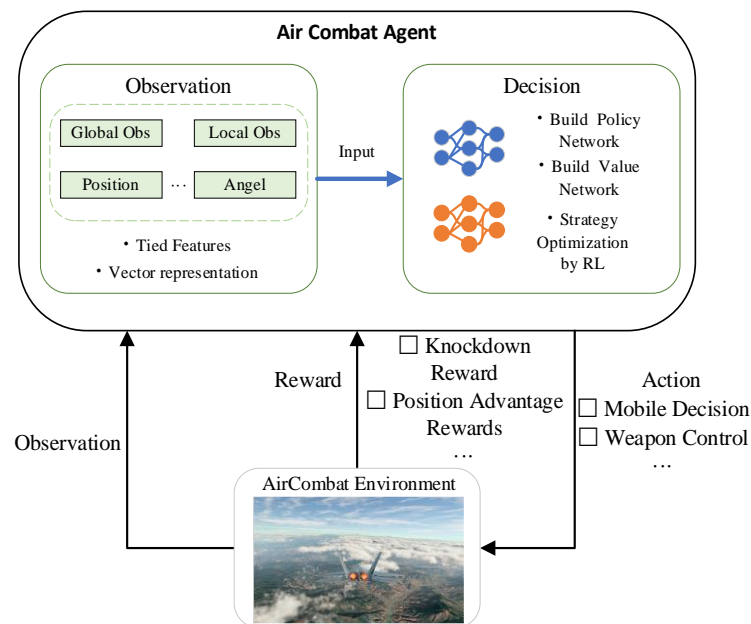 Air Combat Agent
Observation
Global Obs
Local Obs
Position
...
Angel
• Tied Features
• Vector representation
Input
Decision
• Build Policy
Network
• Build Value
Network
• Strategy
Optimization
by RL
Observation
Reward
□ Knockdown
Reward
□ Position Advantage
Rewards
...
Action
□ Mobile Decision
□ Weapon Control
...
AirCombat Environment